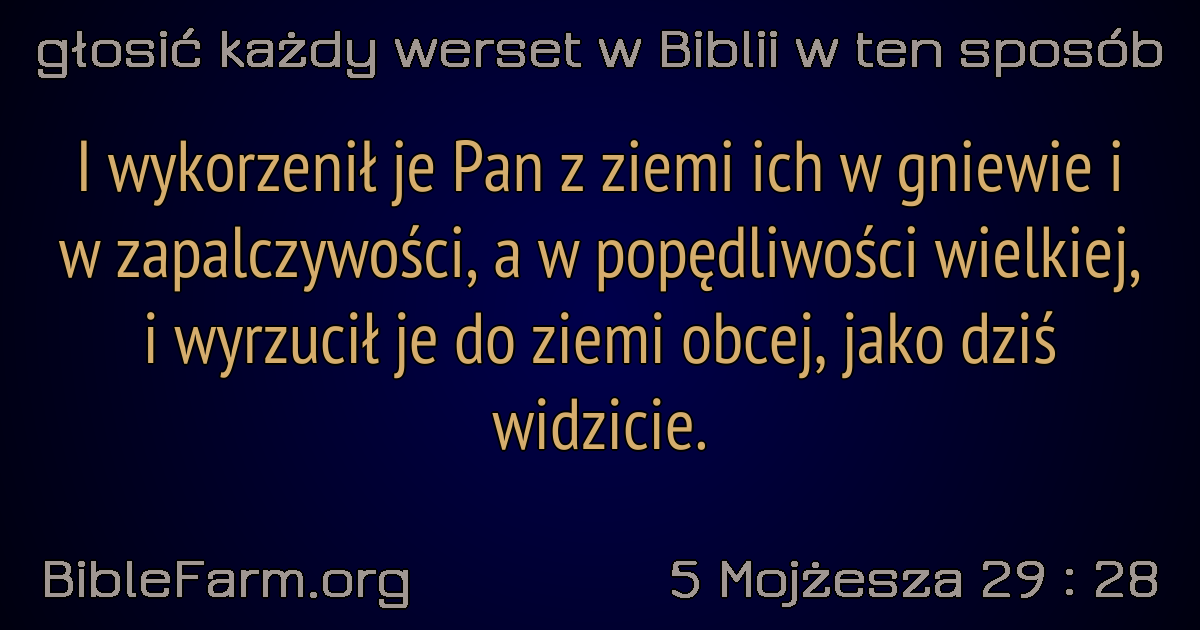 głosić każdy werset w Biblii w ten sposób
I wykorzenił je Pan z ziemi ich w gniewie i
w zapalczywości, a w popędliwości wielkiej,
i wyrzucił je do ziemi obcej, jako dziś
widzicie.
BibleFarm.org
5 Mojżesza 29 : 28